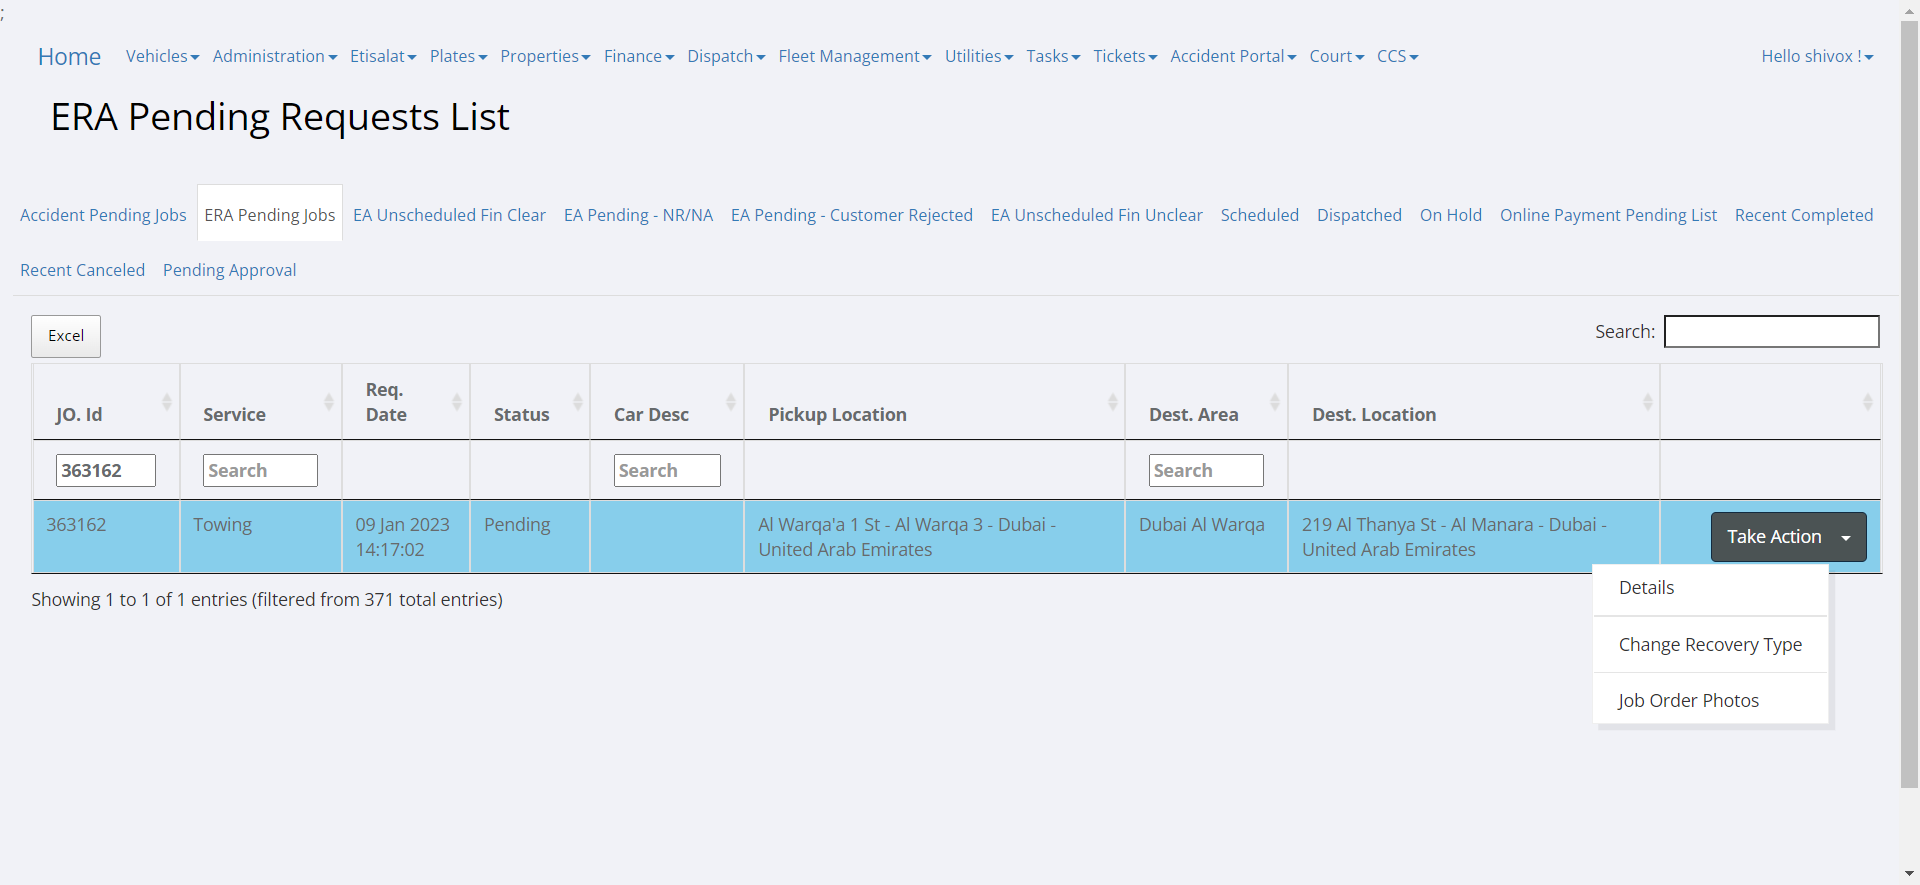 ;
Home Vehicles Administration Etisalat Plates Properties Finance Dispatch Fleet Management Utilities Tasks Tickets Accident Portal Court CCS Hello shivox !
ERA Pending Requests List
Accident Pending Jobs ERA Pending Jobs EA Unscheduled Fin Clear EA Pending - NR/NA EA Pending - Customer Rejected EA Unscheduled Fin Unclear Scheduled Dispatched On Hold Online Payment Pending List Recent Completed
Recent Canceled Pending Approval
Excel Search:
JO. Id Service Req. Date Status Car Desc Pickup Location Dest. Area Dest. Location
363162 Search Search Search
363162 Towing 09 Jan 2023 Pending Al Warqa'a 1 St - Al Warqa 3 - Dubai - Dubai Al Warqa 219 Al Thanya St - Al Manara - Dubai - Take Action
14:17:02 United Arab Emirates United Arab Emirates
Showing 1 to 1 of 1 entries (filtered from 371 total entries)
Details
Change Recovery Type
Job Order Photos